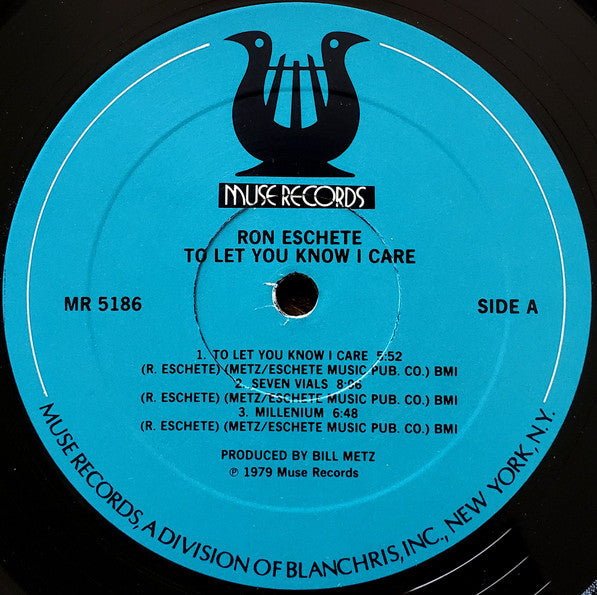 MUSE RECORDS
RON ESCHETE
TO LET YOU KNOW I CARE
MR 5186
SIDE A
1. TO LET YOU KNOW I CARE 5:52
(R. ESCHETE) (METZ/ESCHETE MUSIC PUB. CO.) BMI
2. SEVEN VIALS 8:06
(R. ESCHETE) (METZ/ESCHETE MUSIC PUB. CO.) BMI
3. MILLENIUM 6:48
(R. ESCHETE) (METZ/ESCHETE MUSIC PUB. CO.) BMI
PRODUCED BY BILL METZ
℗ 1979 Muse Records
MUSE RECORDS, A DIVISION OF BLANCHRIS, INC., NEW YORK, N.Y.